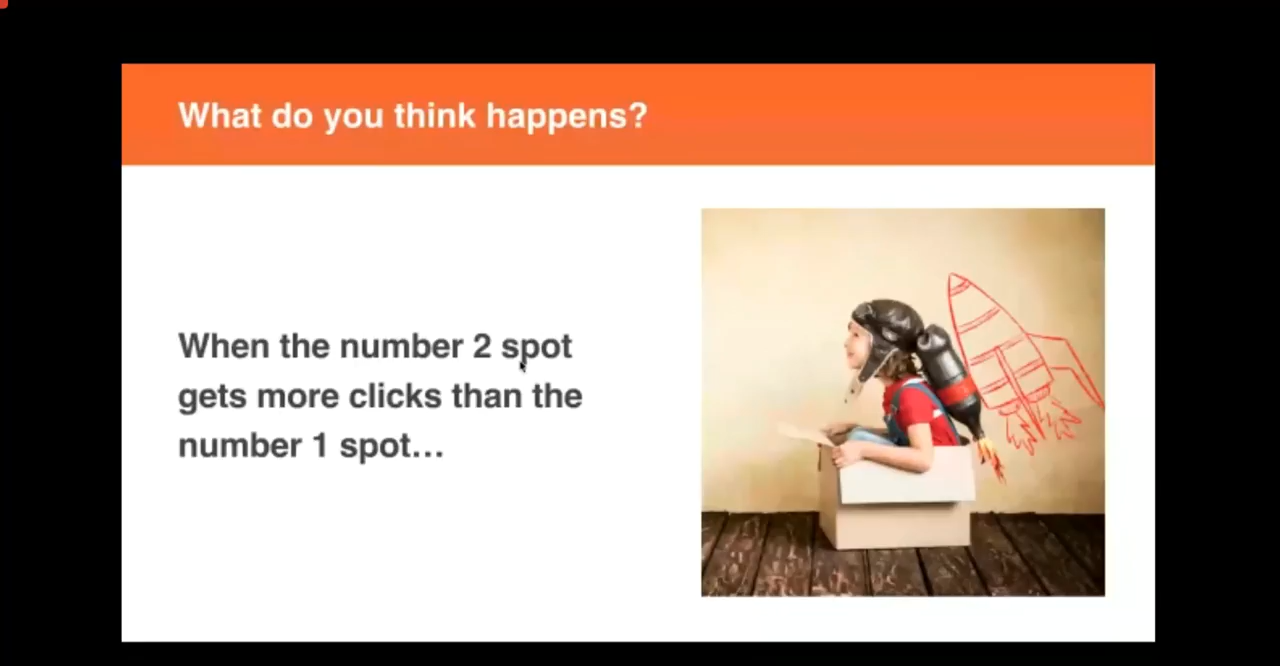 What do you think happens?
When the number 2 spot
gets more clicks than the
number 1 spot...